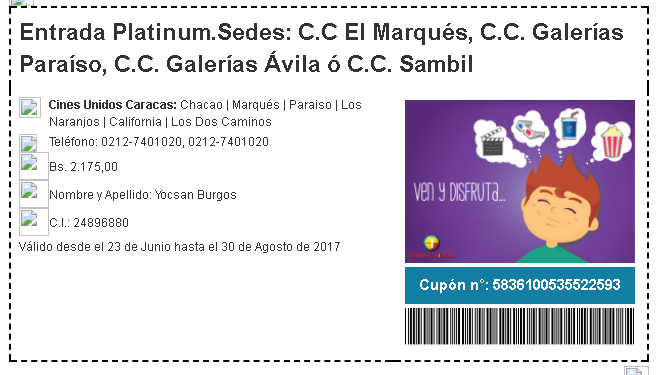 Entrada Platinum.Sedes: C.C El Marqués, C.C. Galerías
Paraíso, C.C. Galerías Ávila ó C.C. Sambil
Cines Unidos Caracas: Chacao | Marqués | Paraiso | Los
Naranjos | California | Los Dos Caminos
Teléfono: 0212-7401020, 0212-7401020
Bs. 2.175,00
Nombre y Apellido: Yocsan Burgos
C.I.: 24896880
Válido desde el 23 de Junio hasta el 30 de Agosto de 2017
VEN Y DISFRUTA...
Cupón n°: 5836100535522593